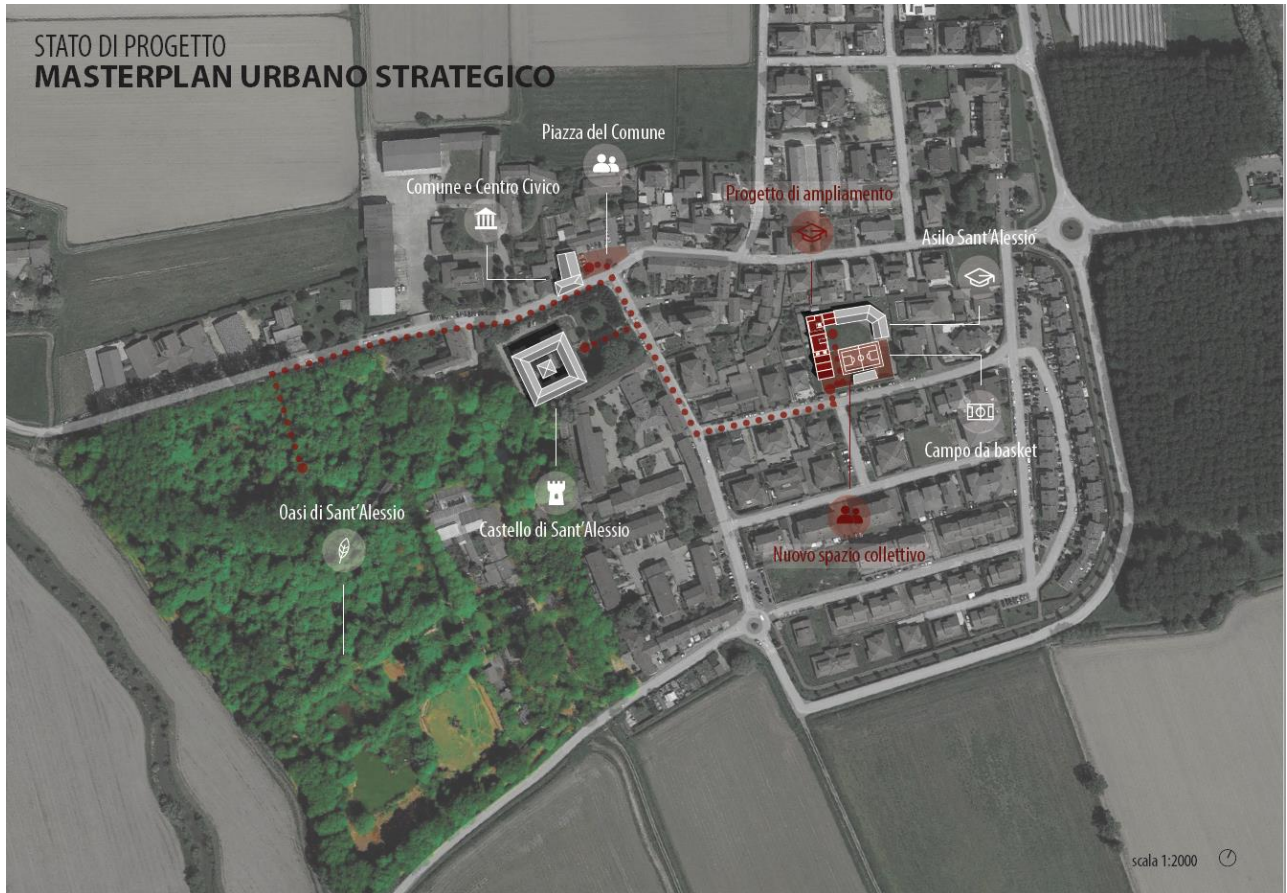 STATO DI PROGETTO
MASTERPLAN URBANO STRATEGICO
Piazza del Comune
Comune e Centro Civico
Progetto di ampliamento
Asilo Sant'Alessio
Campo da basket
Oasi di Sant'Alessio
Castello di Sant'Alessio
Nuovo spazio collettivo
scala 1:2000